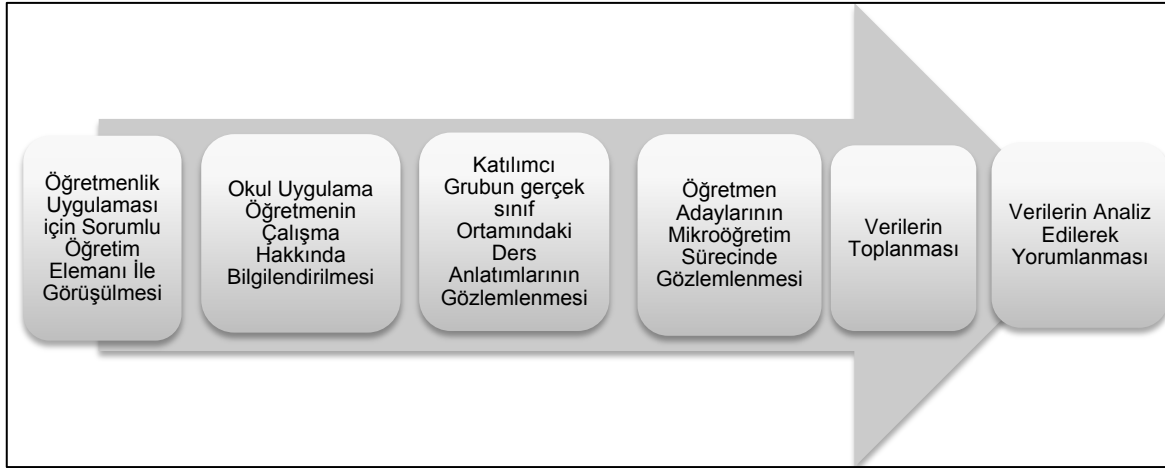 Öğretmenlik
Uygulaması
için Sorumlu
Öğretim
Elemanı İle
Görüşülmesi
Okul Uygulama
Öğretmenin
Çalışma
Hakkında
Bilgilendirilmesi
Katılımcı
Grubun gerçek
sınıf
Ortamındaki
Ders
Anlatımlarının
Gözlemlenmesi
Öğretmen
Adaylarının
Mikroöğretim
Sürecinde
Gözlemlenmesi
Verilerin
Toplanması
Verilerin Analiz
Edilerek
Yorumlanması